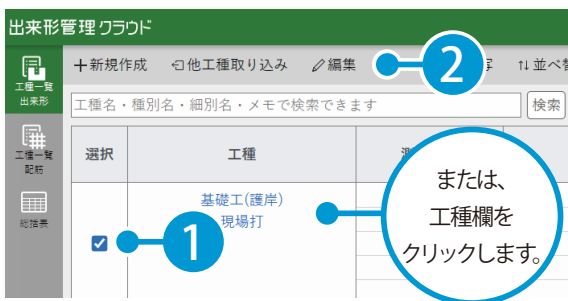 出来形管理クラウド
工種一覧
出来形
工種一覧
配筋
総括表
+新規作成 他工種取り込み 編集 2 写 ↑↓並べ替
工種名・種別名・細別名・メモで検索できます 検索
選択 工種
基礎工(護岸)
現場打
1
または、
工種欄を
クリックします。